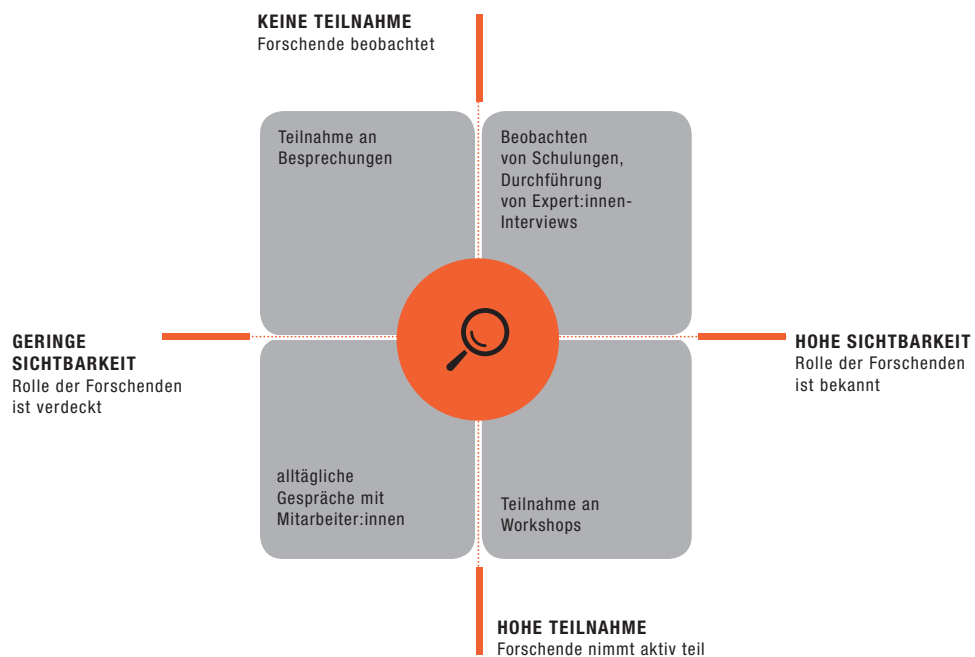 KEINE TEILNAHME
Forschende beobachtet
Teilnahme an
Besprechungen
Beobachten
von Schulungen,
Durchführung
von Expert:innen-
Interviews
GERINGE
SICHTBARKEIT
Rolle der Forschenden
ist verdeckt
HOHE SICHTBARKEIT
Rolle der Forschenden
ist bekannt
alltägliche
Gespräche mit
Mitarbeiter:innen
Teilnahme an
Workshops
HOHE TEILNAHME
Forschende nimmt aktiv teil